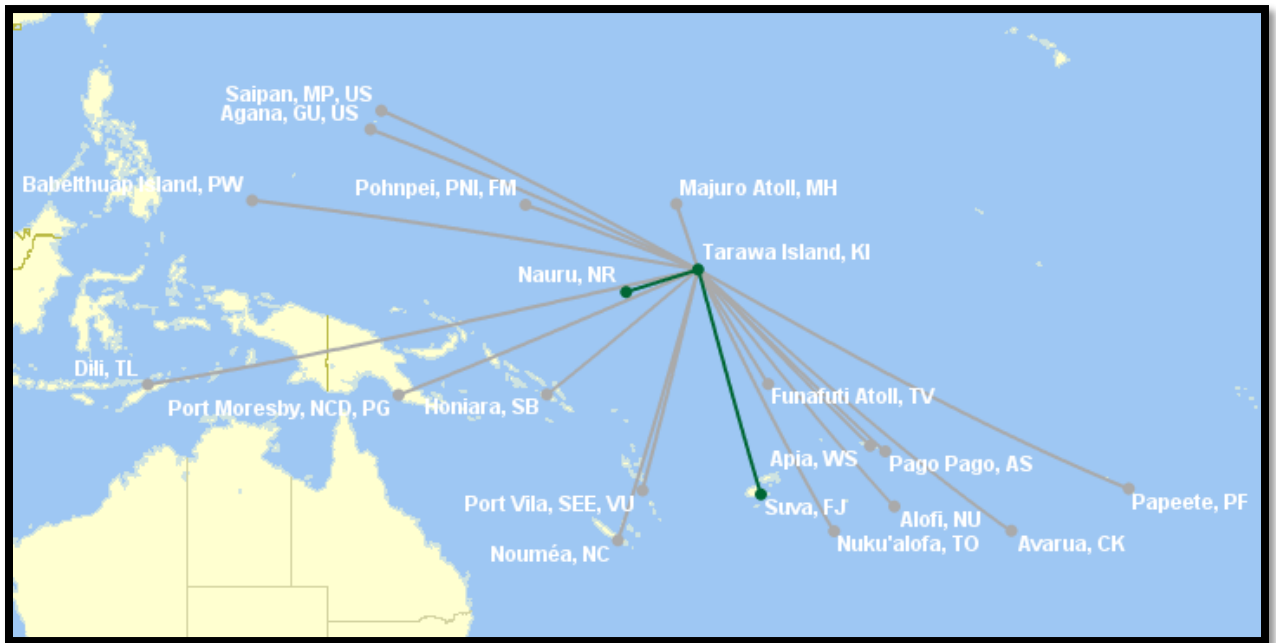 Saipan, MP, US
Agana, GU, US
Babelthuap Island, PW
Pohnpei, PNI, FM
Majuro Atoll, MH
Tarawa Island, KI
Nauru, NR
Dili, TL
Port Moresby, NCD, PG
Honiara, SB
Funafuti Atoll, TV
Apia, WS
Pago Pago, AS
Port Vila, SEE, VU
Suva, FJ
Papeete, PF
Alofi, NU
Nouméa, NC
Nuku'alofa, TO
Avarua, CK